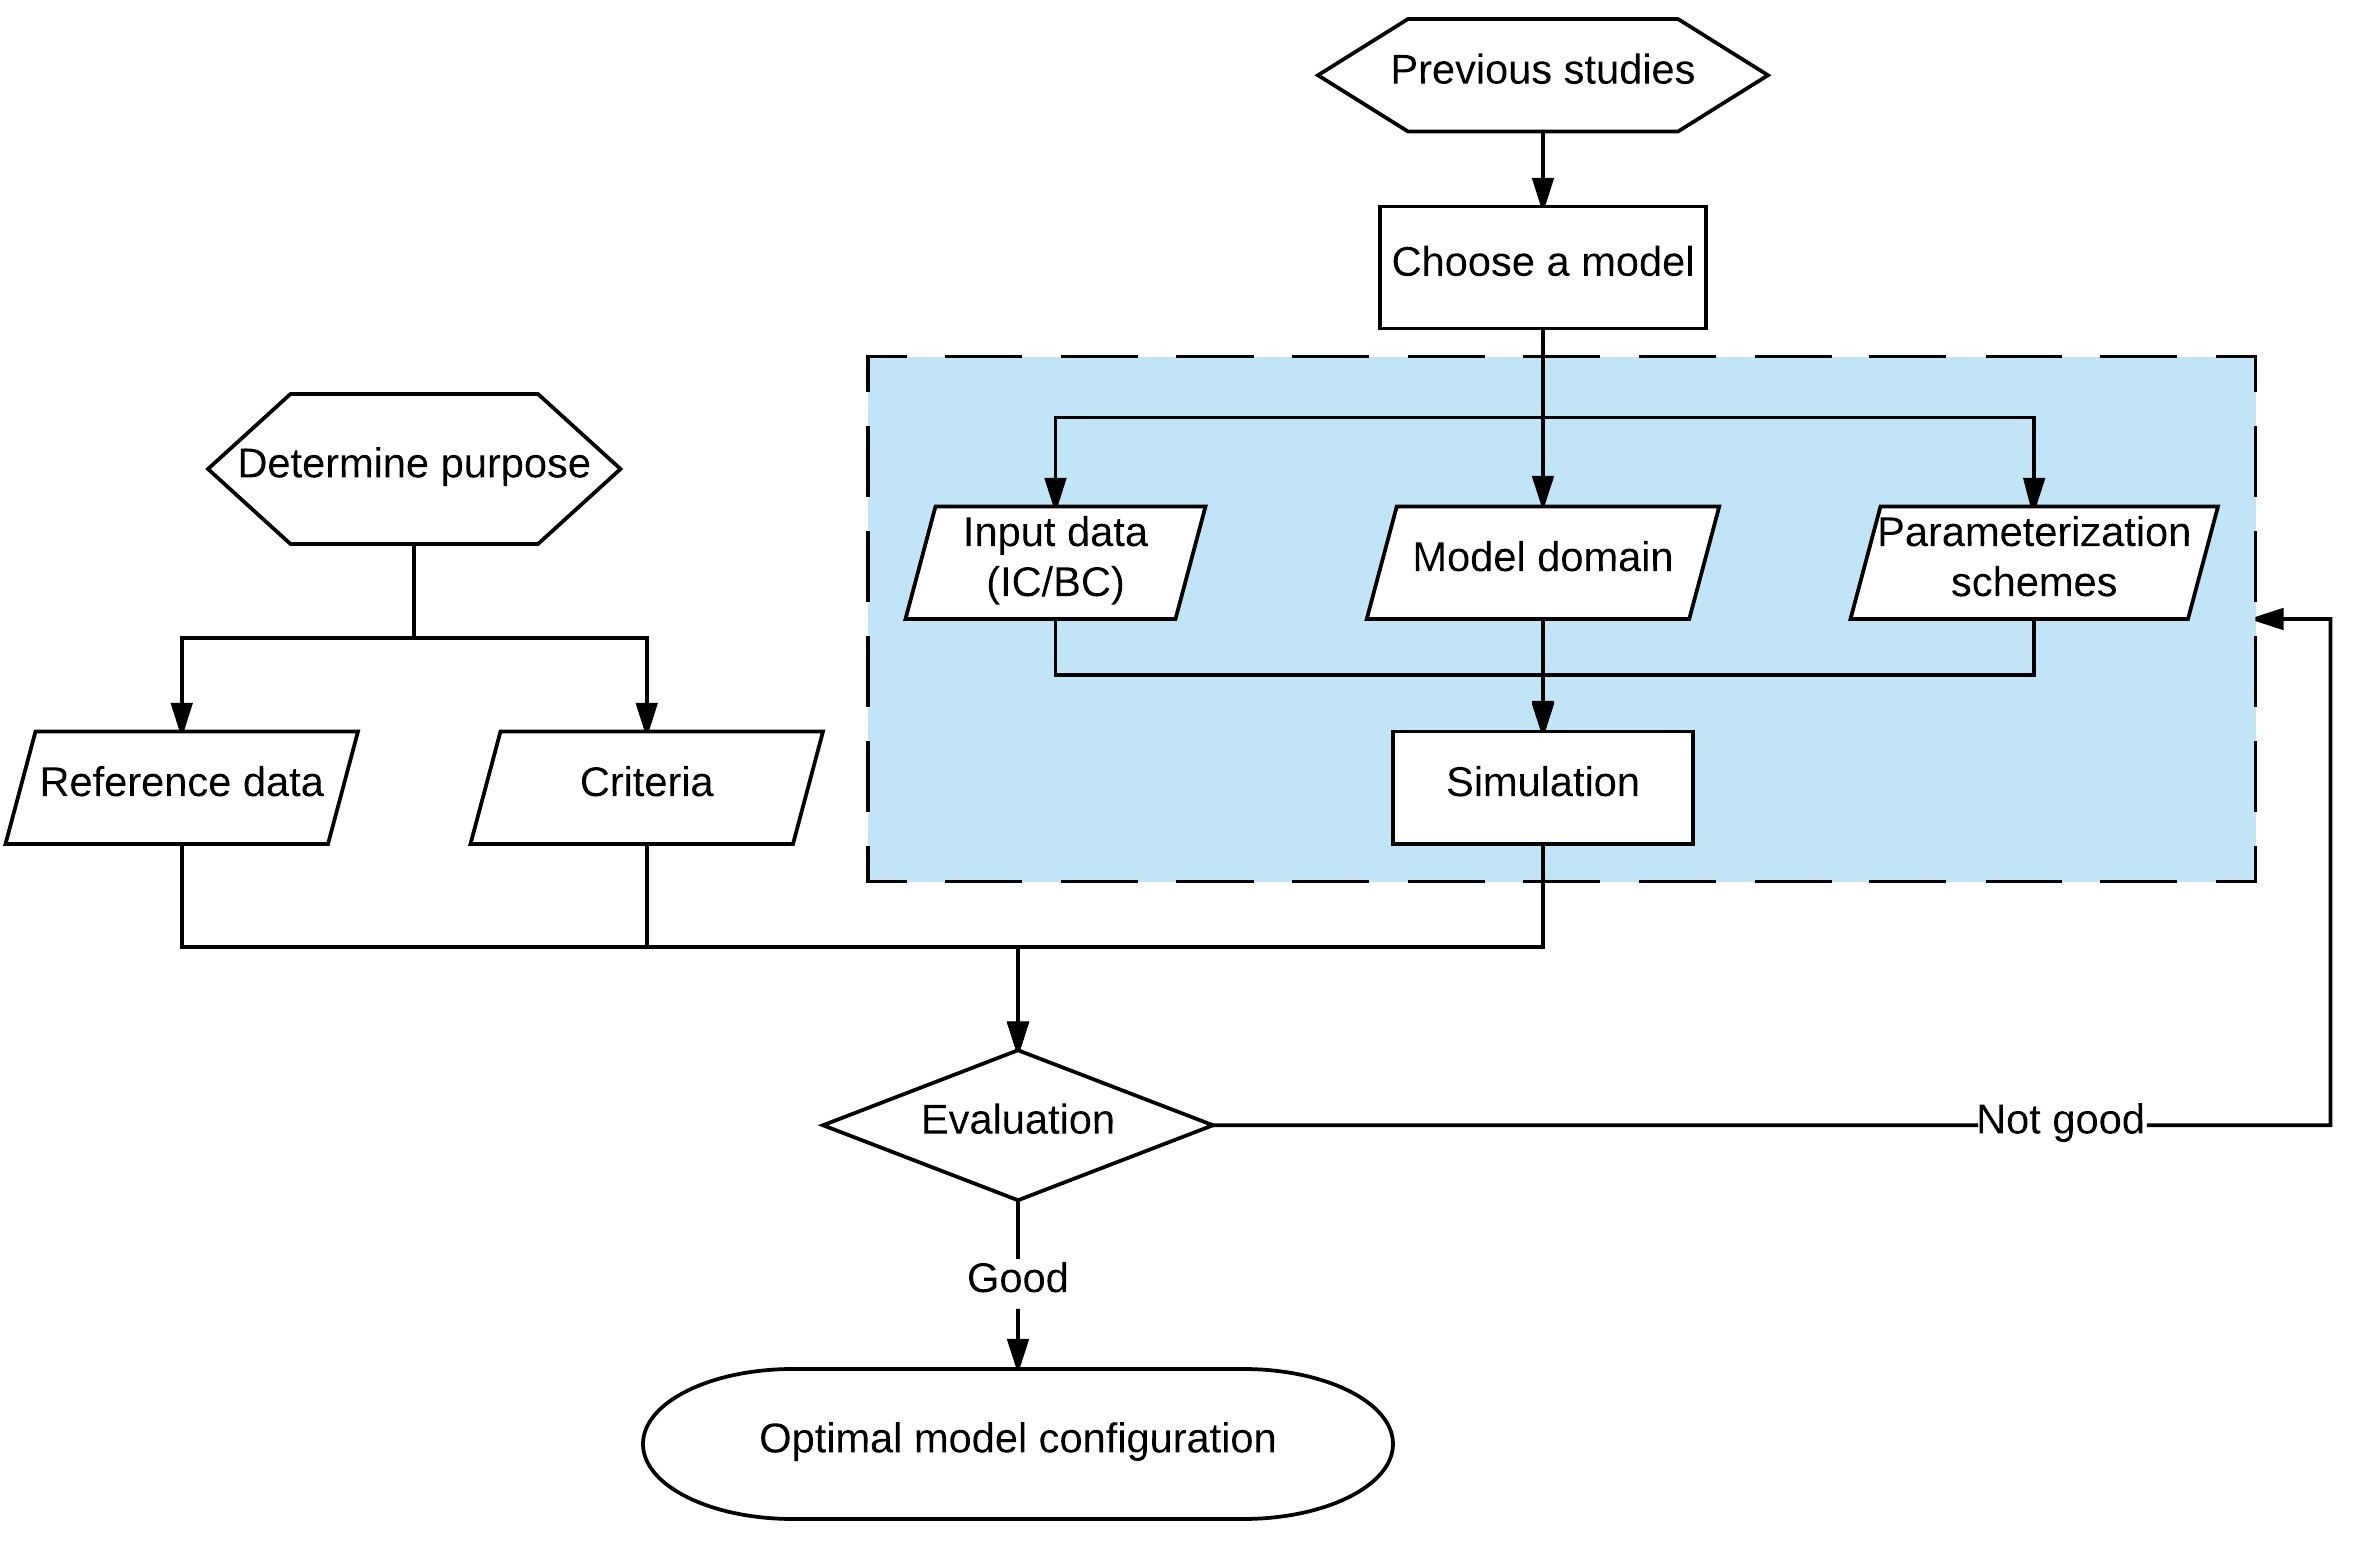 Previous studies
Choose a model
Determine purpose
Input data
(IC/BC)
Model domain
Parameterization
schemes
Reference data
Criteria
Simulation
Evaluation
Not good
Good
Optimal model configuration